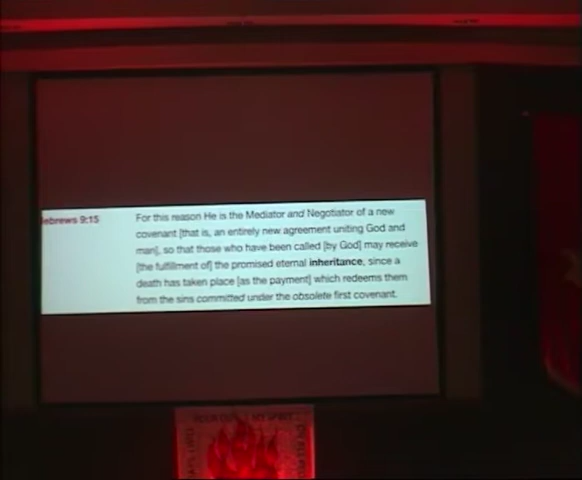 ebrews 9:15
For this reason He is the Mediator and Negotiator of a new
covenant [that is, an entirely new agreement uniting God and
man], so that those who have been called [by God] may receive
[the fulfillment of] the promised eternal inheritance, since a
death has taken place [as the payment] which redeems them
from the sins committed under the obsolete first covenant.